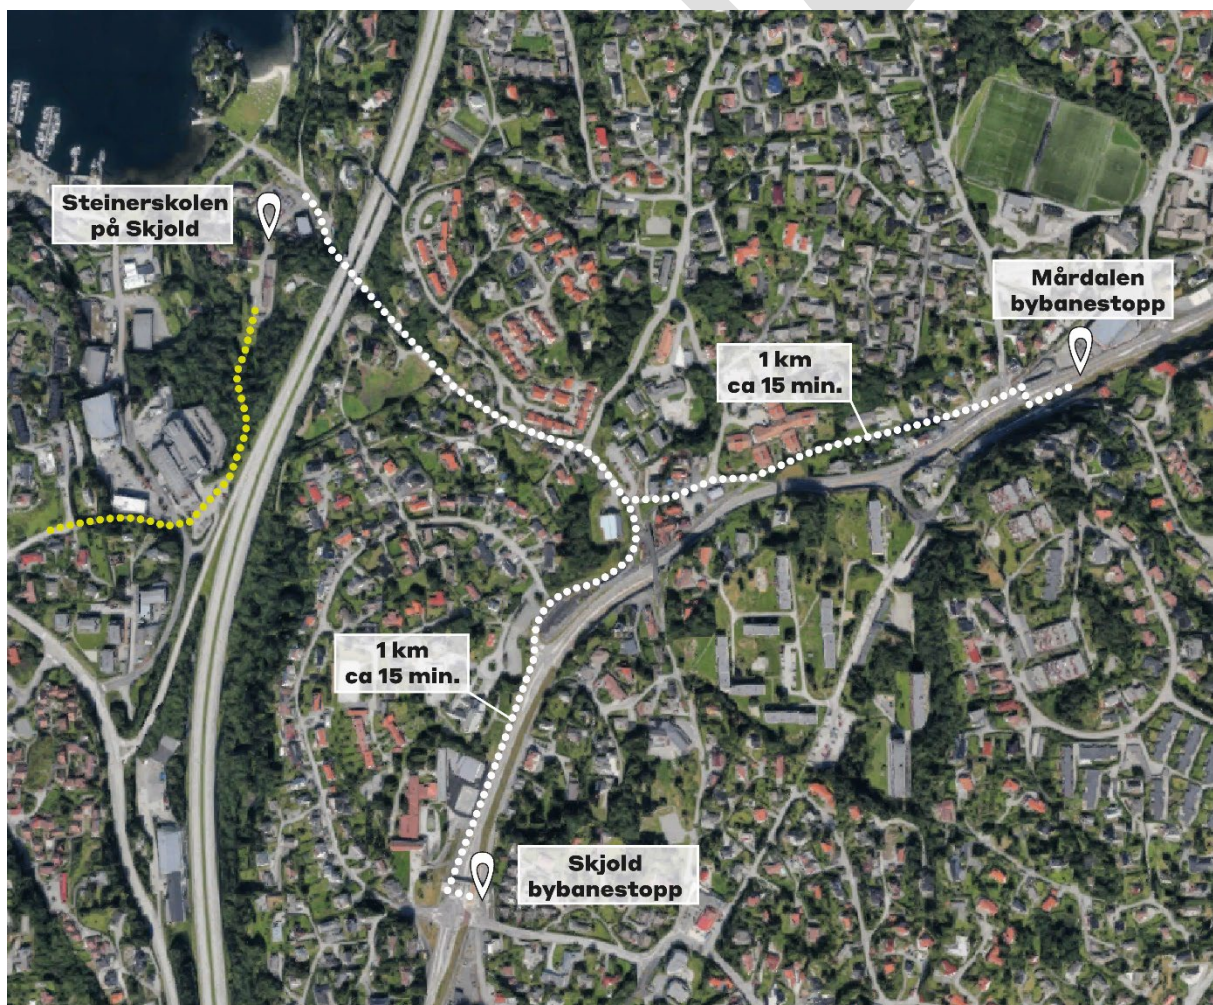 Steinerskolen
på Skjold
Mårdalen
bybanestopp
1 km
ca 15 min.
1 km
ca 15 min.
Skjold
bybanestopp